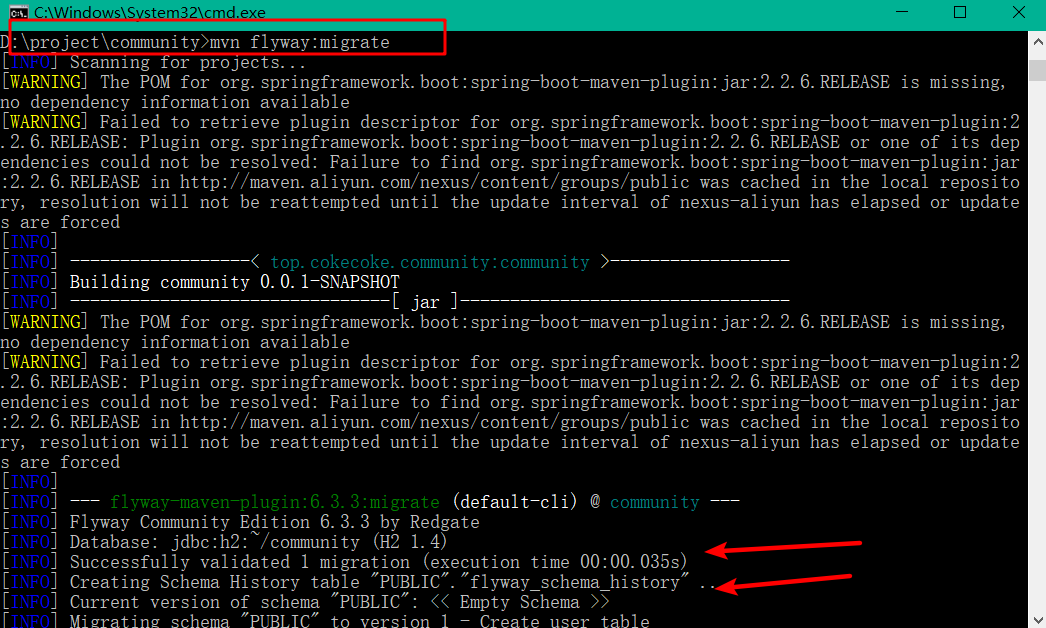 C:\Windows\System32\cmd.exe
D:\project\community>mvn flyway:migrate
[INFO] Scanning for projects...
[WARNING] The POM for org.springframework.boot:spring-boot-maven-plugin:jar:2.2.6.RELEASE is missing,
no dependency information available
[WARNING] Failed to retrieve plugin descriptor for org.springframework.boot:spring-boot-maven-plugin:2
.2.6.RELEASE: Plugin org.springframework.boot:spring-boot-maven-plugin:2.2.6.RELEASE or one of its dep
endencies could not be resolved: Failure to find org.springframework.boot:spring-boot-maven-plugin:jar
:2.2.6.RELEASE in http://maven.aliyun.com/nexus/content/groups/public was cached in the local reposito
ry, resolution will not be reattempted until the update interval of nexus-aliyun has elapsed or update
s are forced
[INFO]
[INFO] ------------------< top.cokecoke.community:community >------------------
[INFO] Building community 0.0.1-SNAPSHOT
[INFO] --------------------------------[ jar ]---------------------------------
[WARNING] The POM for org.springframework.boot:spring-boot-maven-plugin:jar:2.2.6.RELEASE is missing,
no dependency information available
[WARNING] Failed to retrieve plugin descriptor for org.springframework.boot:spring-boot-maven-plugin:2
.2.6.RELEASE: Plugin org.springframework.boot:spring-boot-maven-plugin:2.2.6.RELEASE or one of its dep
endencies could not be resolved: Failure to find org.springframework.boot:spring-boot-maven-plugin:jar
:2.2.6.RELEASE in http://maven.aliyun.com/nexus/content/groups/public was cached in the local reposito
ry, resolution will not be reattempted until the update interval of nexus-aliyun has elapsed or update
s are forced
[INFO]
[INFO] --- flyway-maven-plugin:6.3.3:migrate (default-cli) @ community ---
[INFO] Flyway Community Edition 6.3.3 by Redgate
[INFO] Database: jdbc:h2:~/community (H2 1.4)
[INFO] Successfully validated 1 migration (execution time 00:00.035s)
[INFO] Creating Schema History table "PUBLIC"."flyway_schema_history" ..
[INFO] Current version of schema "PUBLIC": << Empty Schema >>
[INFO] Migrating schema "PUBLIC" to version 1 - Create user table